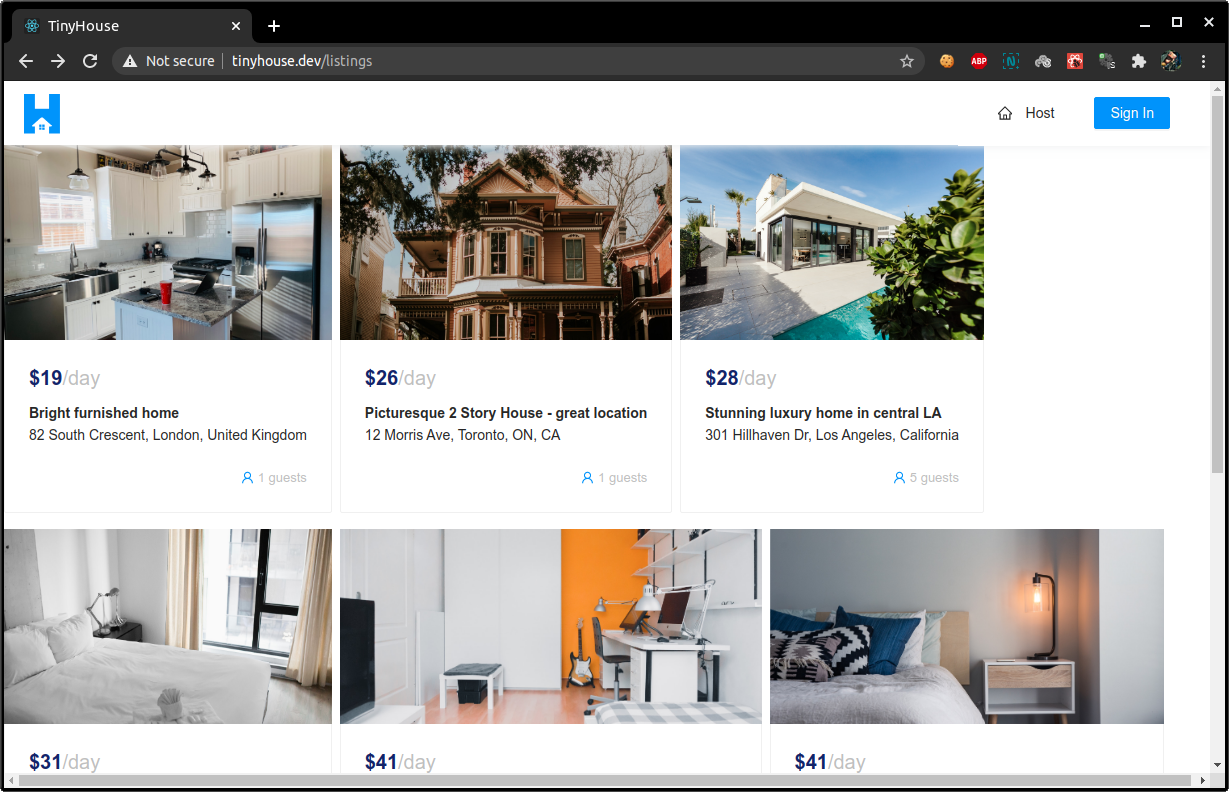 TinyHouse
Not secure
tinyhouse.dev/listings
ABP
N
S
Host
Sign In
$19/day
Bright furnished home
82 South Crescent, London, United Kingdom
1 guests
$26/day
Picturesque 2 Story House - great location
12 Morris Ave, Toronto, ON, CA
1 guests
$28/day
Stunning luxury home in central LA
301 Hillhaven Dr, Los Angeles, California
5 guests
$31/day
$41/day
$41/day